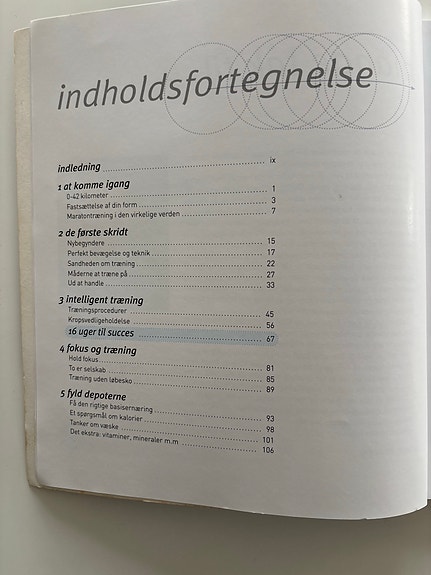 indholdsfortegnelse
indledning ix
1 at komme igang
0-42 kilometer 1
Fastsættelse af din form 3
Maratontræning i den virkelige verden 7
2 de første skridt
Nybegyndere 15
Perfekt bevægelse og teknik 17
Sandheden om træning 22
Måderne at træne på 27
Ud at handle 33
3 intelligent træning
Træningsprocedurer 45
Kropsvedligeholdelse 56
16 uger til succes 67
4 fokus og træning
Hold fokus 81
To er selskab 85
Træning uden løbesko 89
5 fyld depoterne
Få den rigtige basisernæring 93
Et spørgsmål om kalorier 98
Tanker om væske 101
Det ekstra: vitaminer, mineraler m.m 106